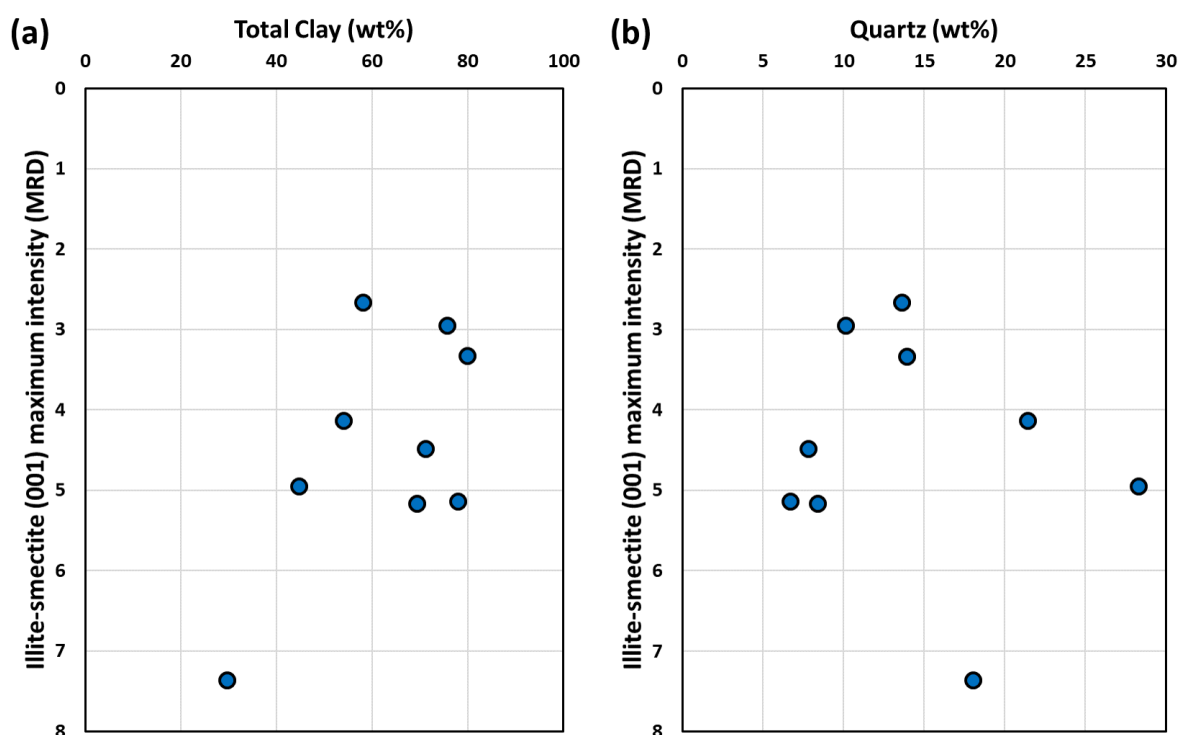 (a)
Total Clay (wt%)
0 20 40 60 80 100
Illite-smectite (001) maximum intensity (MRD)
0
1
2
3
4
5
6
7
8
(b)
Quartz (wt%)
0 5 10 15 20 25 30
Illite-smectite (001) maximum intensity (MRD)
0
1
2
3
4
5
6
7
8